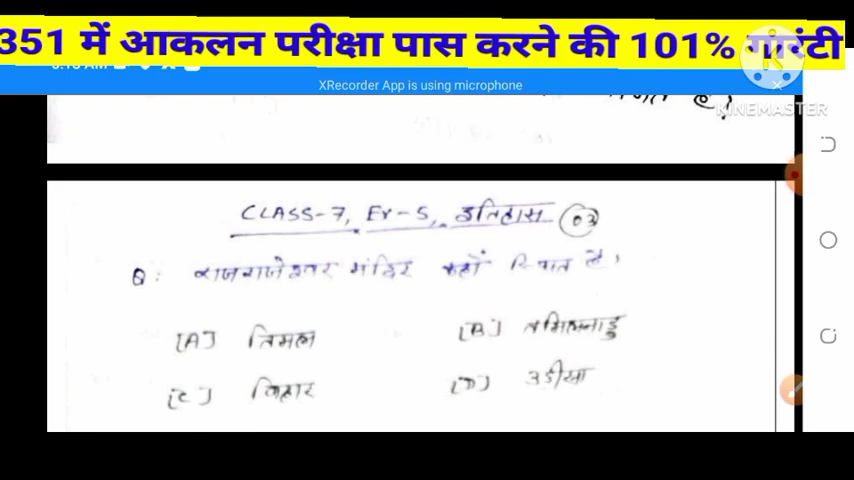 351 में आकलन परीक्षा पास करने की 101% गारंटी
XRecorder App is using microphone
KINEMASTER
CLASS-7, Ex-5, इतिहास 03
Q: राजराजेश्वर मंदिर कहाँ स्थित है,
[A] तिमल [B] तमिलनाडु
[C] बिहार [D] उडीसा